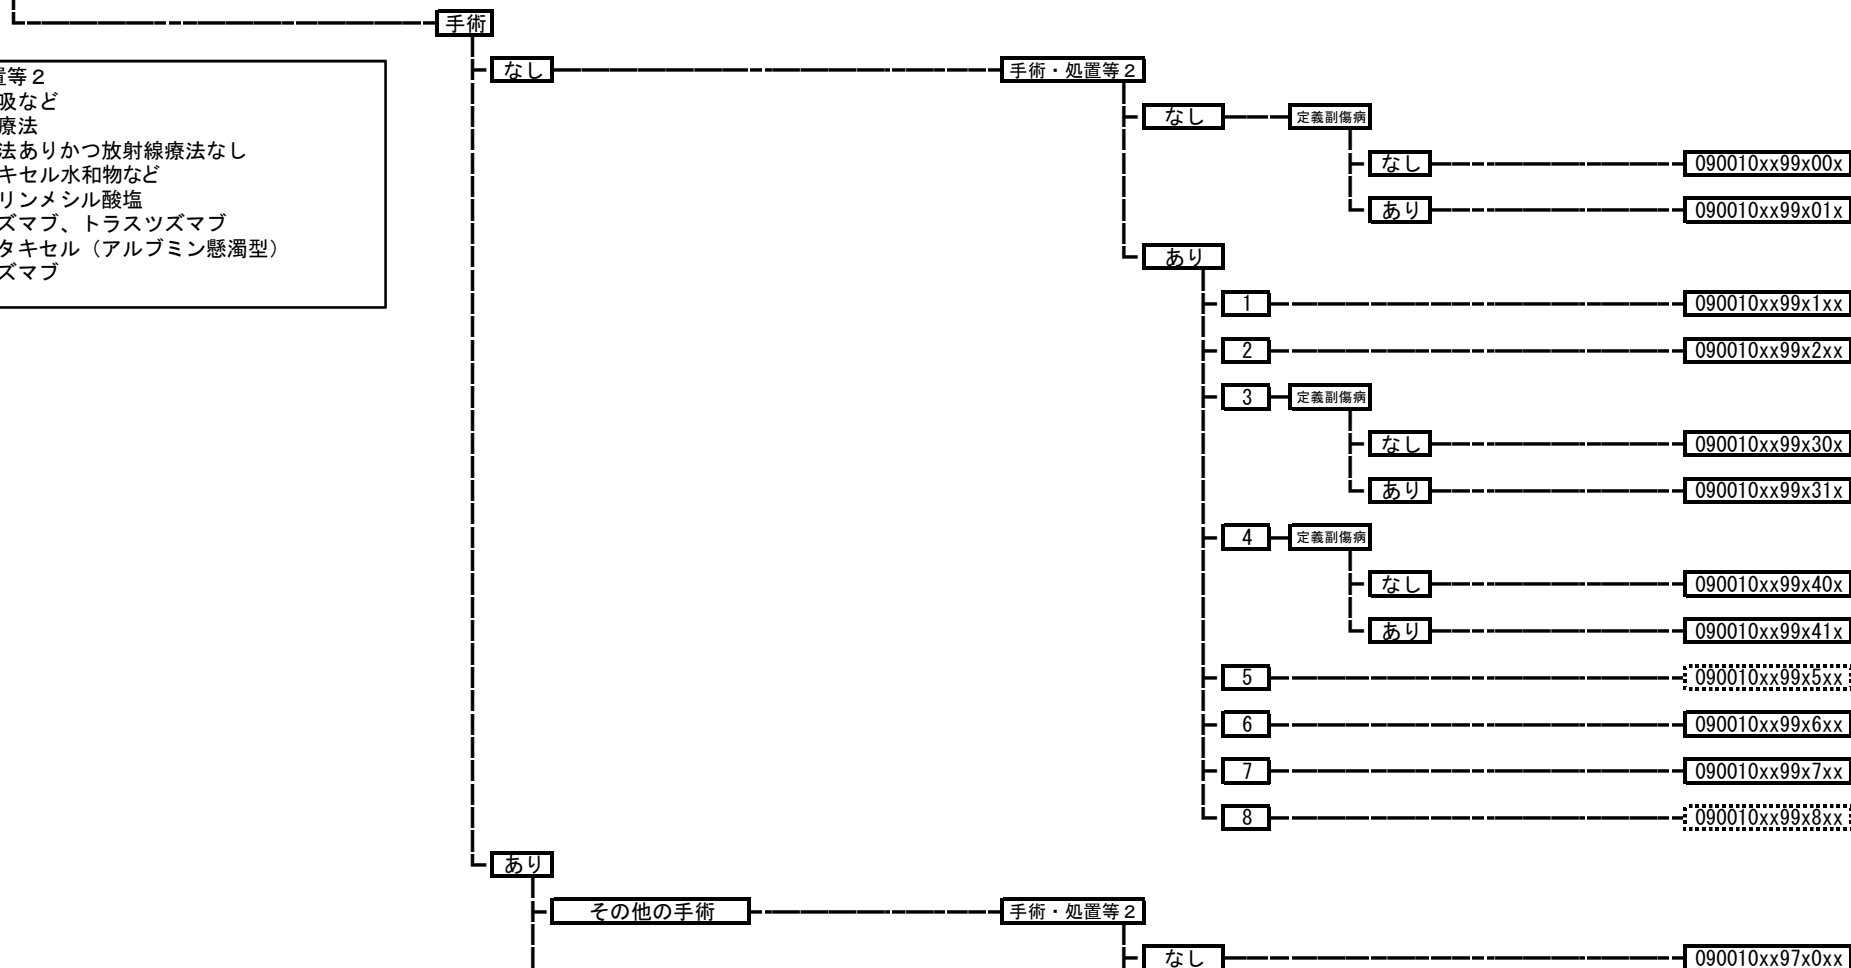 手術
なし
手術・処置等２
置等２
吸など
療法
法ありかつ放射線療法なし
キセル水和物など
リンメシル酸塩
ズマブ、トラスツズマブ
タキセル（アルブミン懸濁型）
ズマブ
なし
定義副傷病
なし
090010xx99x00x
あり
090010xx99x01x
あり
1
090010xx99x1xx
2
090010xx99x2xx
3
定義副傷病
なし
090010xx99x30x
あり
090010xx99x31x
4
定義副傷病
なし
090010xx99x40x
あり
090010xx99x41x
5
090010xx99x5xx
6
090010xx99x6xx
7
090010xx99x7xx
8
090010xx99x8xx
あり
その他の手術
手術・処置等２
なし
090010xx97x0xx